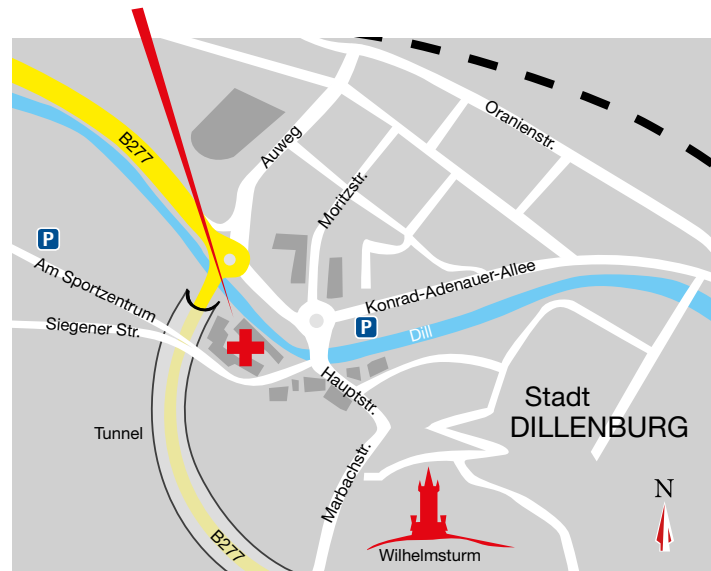 Oranienstr.
B277
Auweg
Moritzstr.
P
Am Sportzentrum
Konrad-Adenauer-Allee
Siegener Str.
P
Dill
Hauptstr.
Stadt
DILLENBURG
Tunnel
Marbachstr.
N
B277
Wilhelmsturm